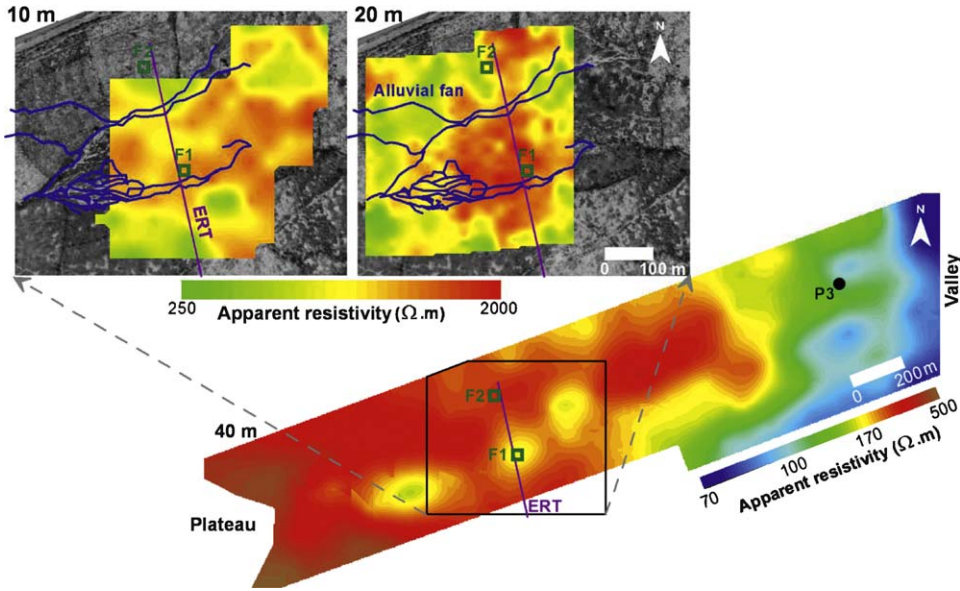 10 m
20 m
N
F2
F2
Alluvial fan
F1
F1
ERT
0 100 m
250 Apparent resistivity (Ω.m) 2000
N
Valley
P3
0 200 m
F2
40 m
F1
ERT
Plateau
70 100 170 500
Apparent resistivity (Ω.m)